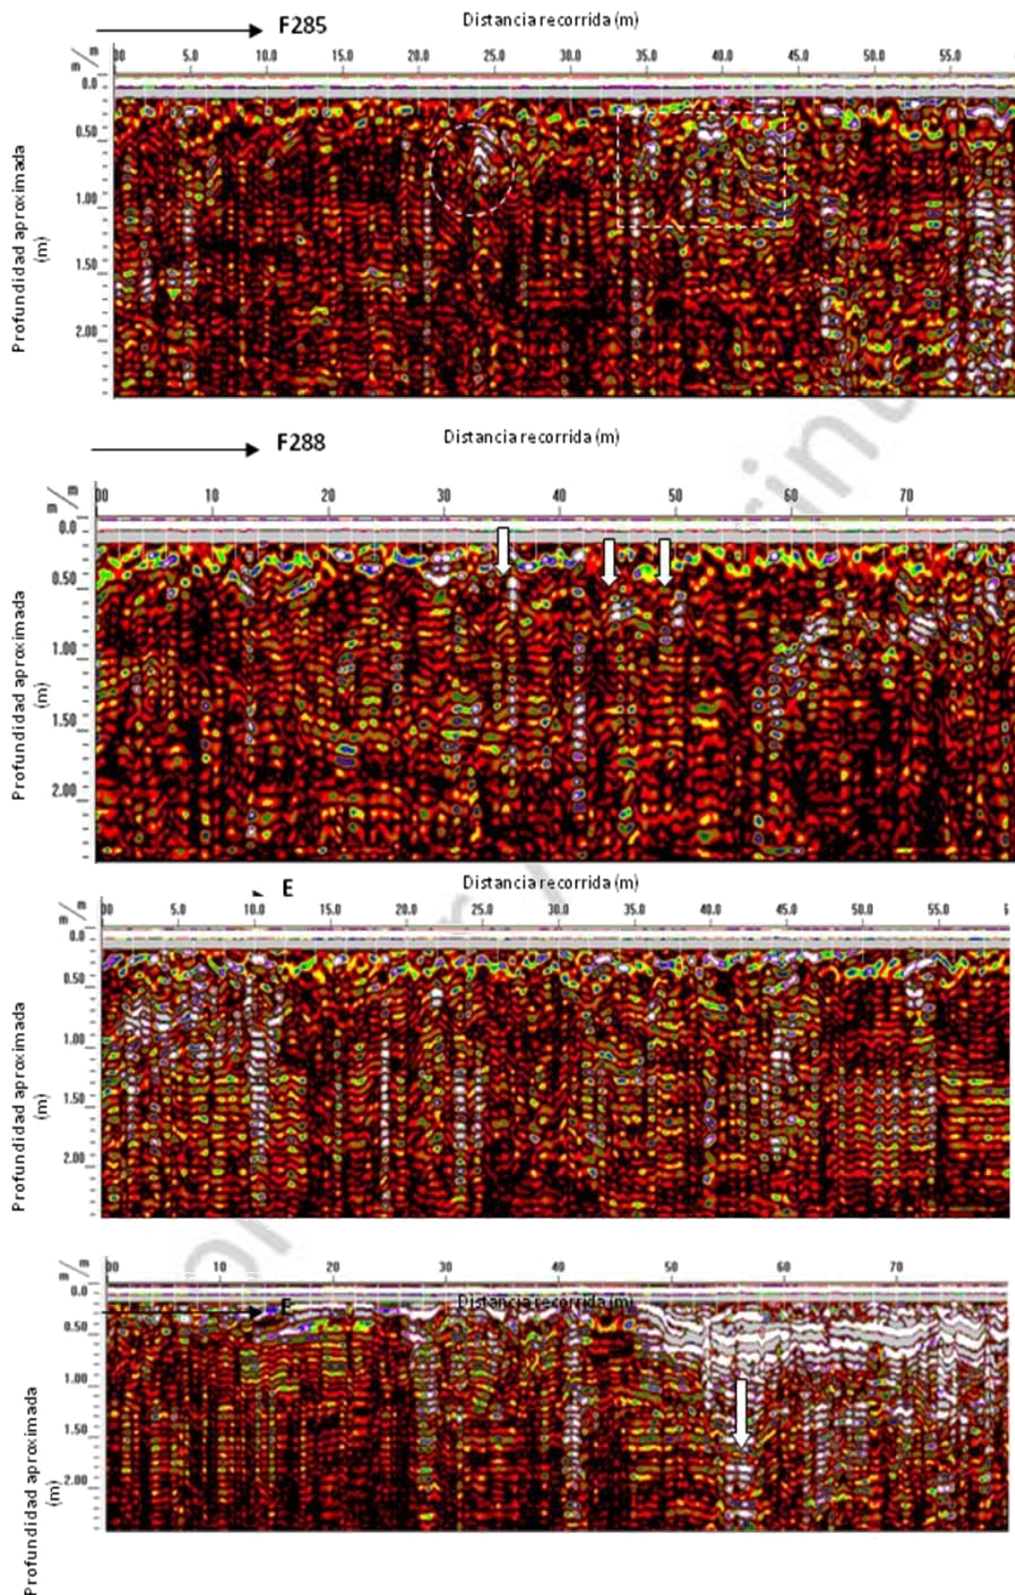 F285
Distancia recorrida (m)
m / m
00 5.0 10.0 15.0 20.0 25.0 30.0 35.0 40.0 45.0 50.0 55.0
0.0
0.50
1.00
1.50
2.00
Profundidad aproximada
(m)
F288
Distancia recorrida (m)
m / m
00 10 20 30 40 50 60 70
0.0
0.50
1.00
1.50
2.00
Profundidad aproximada
(m)
E
Distancia recorrida (m)
m / m
00 5.0 10.0 15.0 20.0 25.0 30.0 35.0 40.0 45.0 50.0 55.0 6
0.0
0.50
1.00
1.50
2.00
Profundidad aproximada
(m)
m / m
00 10 20 30 40 50 60 70
0.0
Distancia recorrida (m)
E
0.50
1.00
1.50
2.00
Profundidad aproximada
(m)